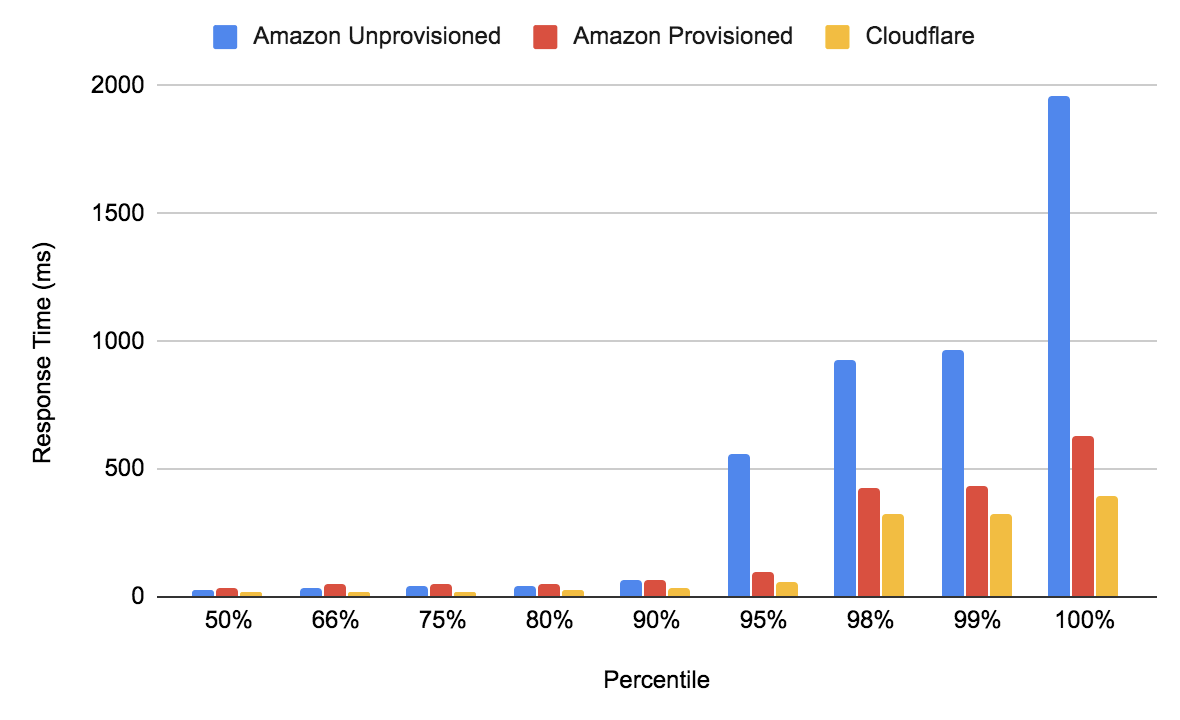 Amazon Unprovisioned Amazon Provisioned Cloudflare
2000
1500
1000
500
0
Response Time (ms)
50% 66% 75% 80% 90% 95% 98% 99% 100%
Percentile